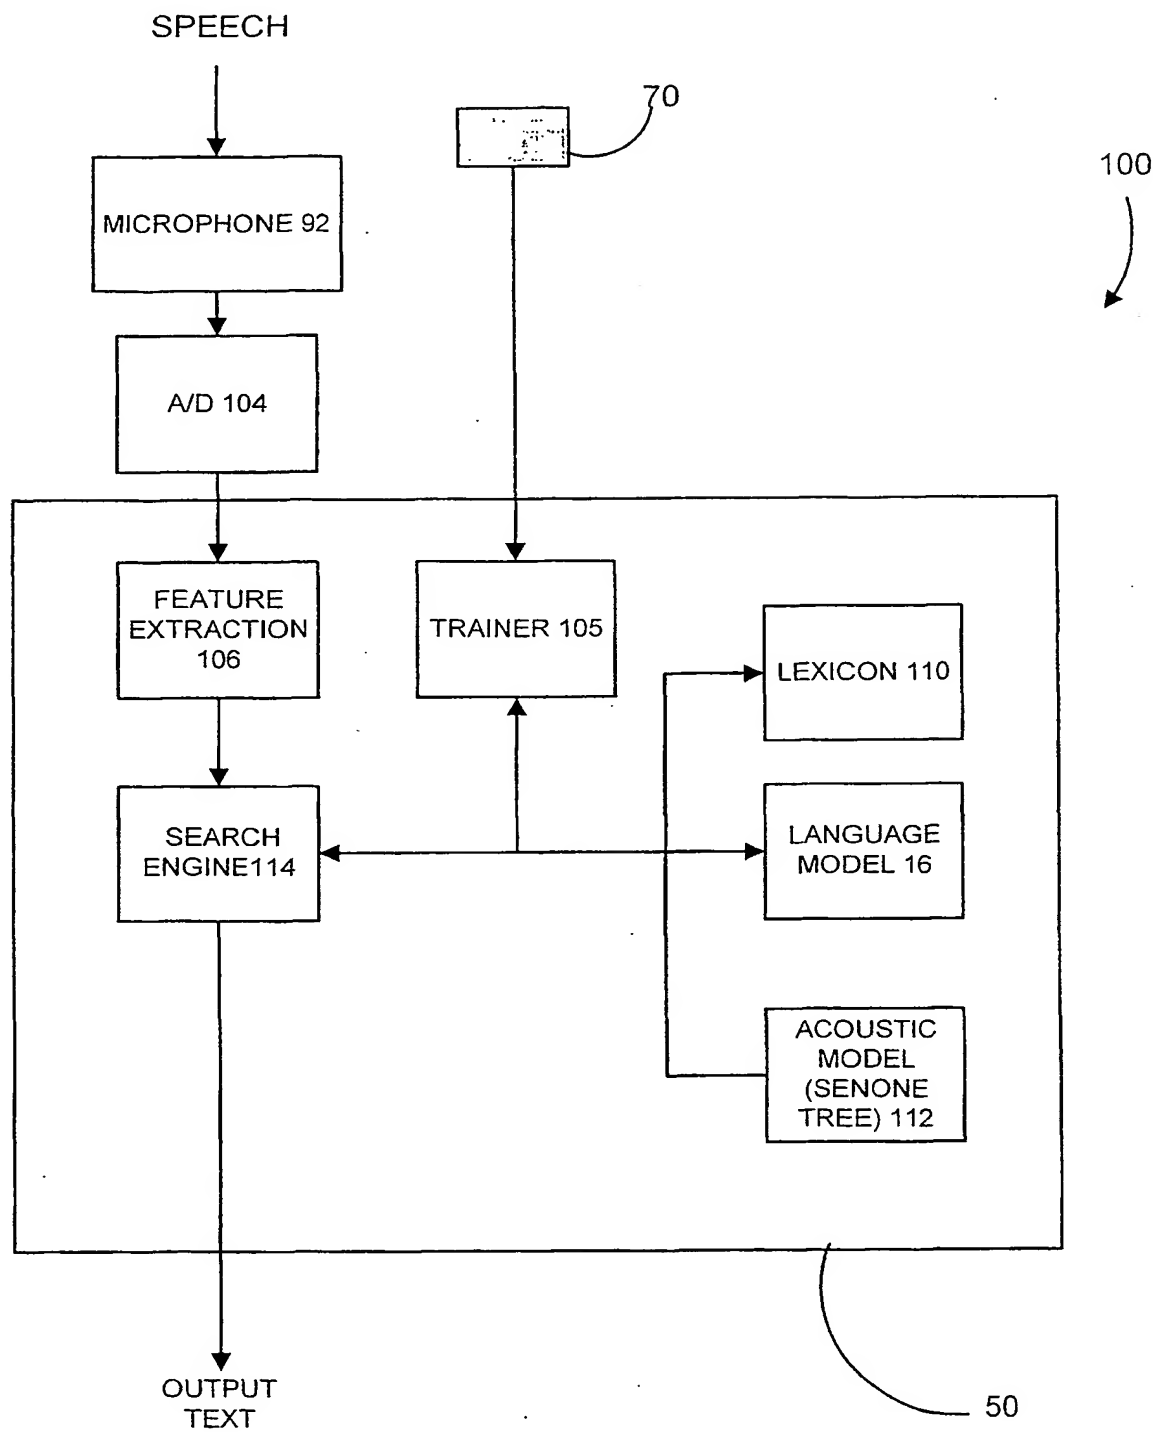 SPEECH
70
100
MICROPHONE 92
A/D 104
FEATURE
EXTRACTION
106
TRAINER 105
LEXICON 110
SEARCH
ENGINE114
LANGUAGE
MODEL 16
ACOUSTIC
MODEL
(SENONE
TREE) 112
OUTPUT
TEXT
50